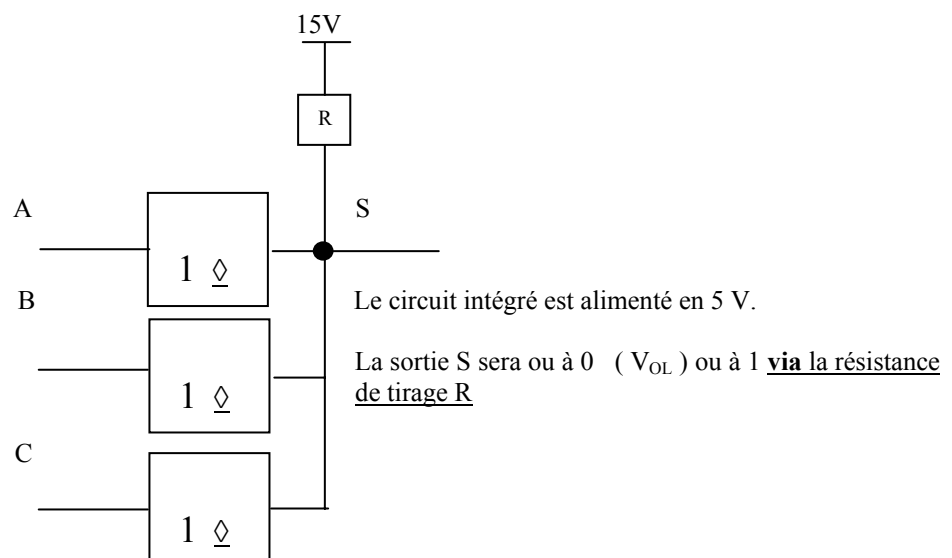 15V
R
A
S
1 ◊
B
Le circuit intégré est alimenté en 5 V.
La sortie S sera ou à 0 ( VOL ) ou à 1 via la résistance
de tirage R
1 ◊
C
1 ◊